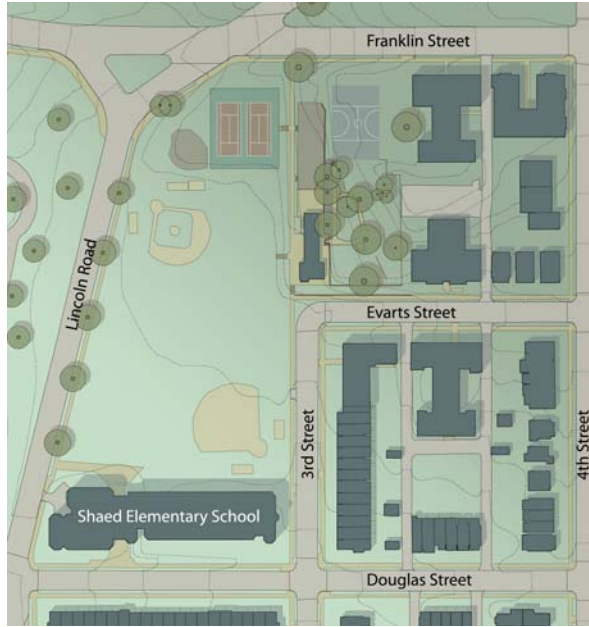 Franklin Street
Lincoln Road
Evarts Street
3rd Street
4th Street
Shaed Elementary School
Douglas Street